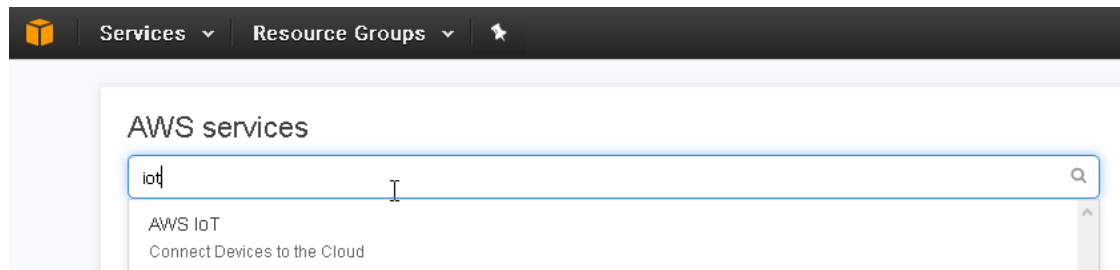 Services Resource Groups
AWS services
iot
AWS IoT
Connect Devices to the Cloud